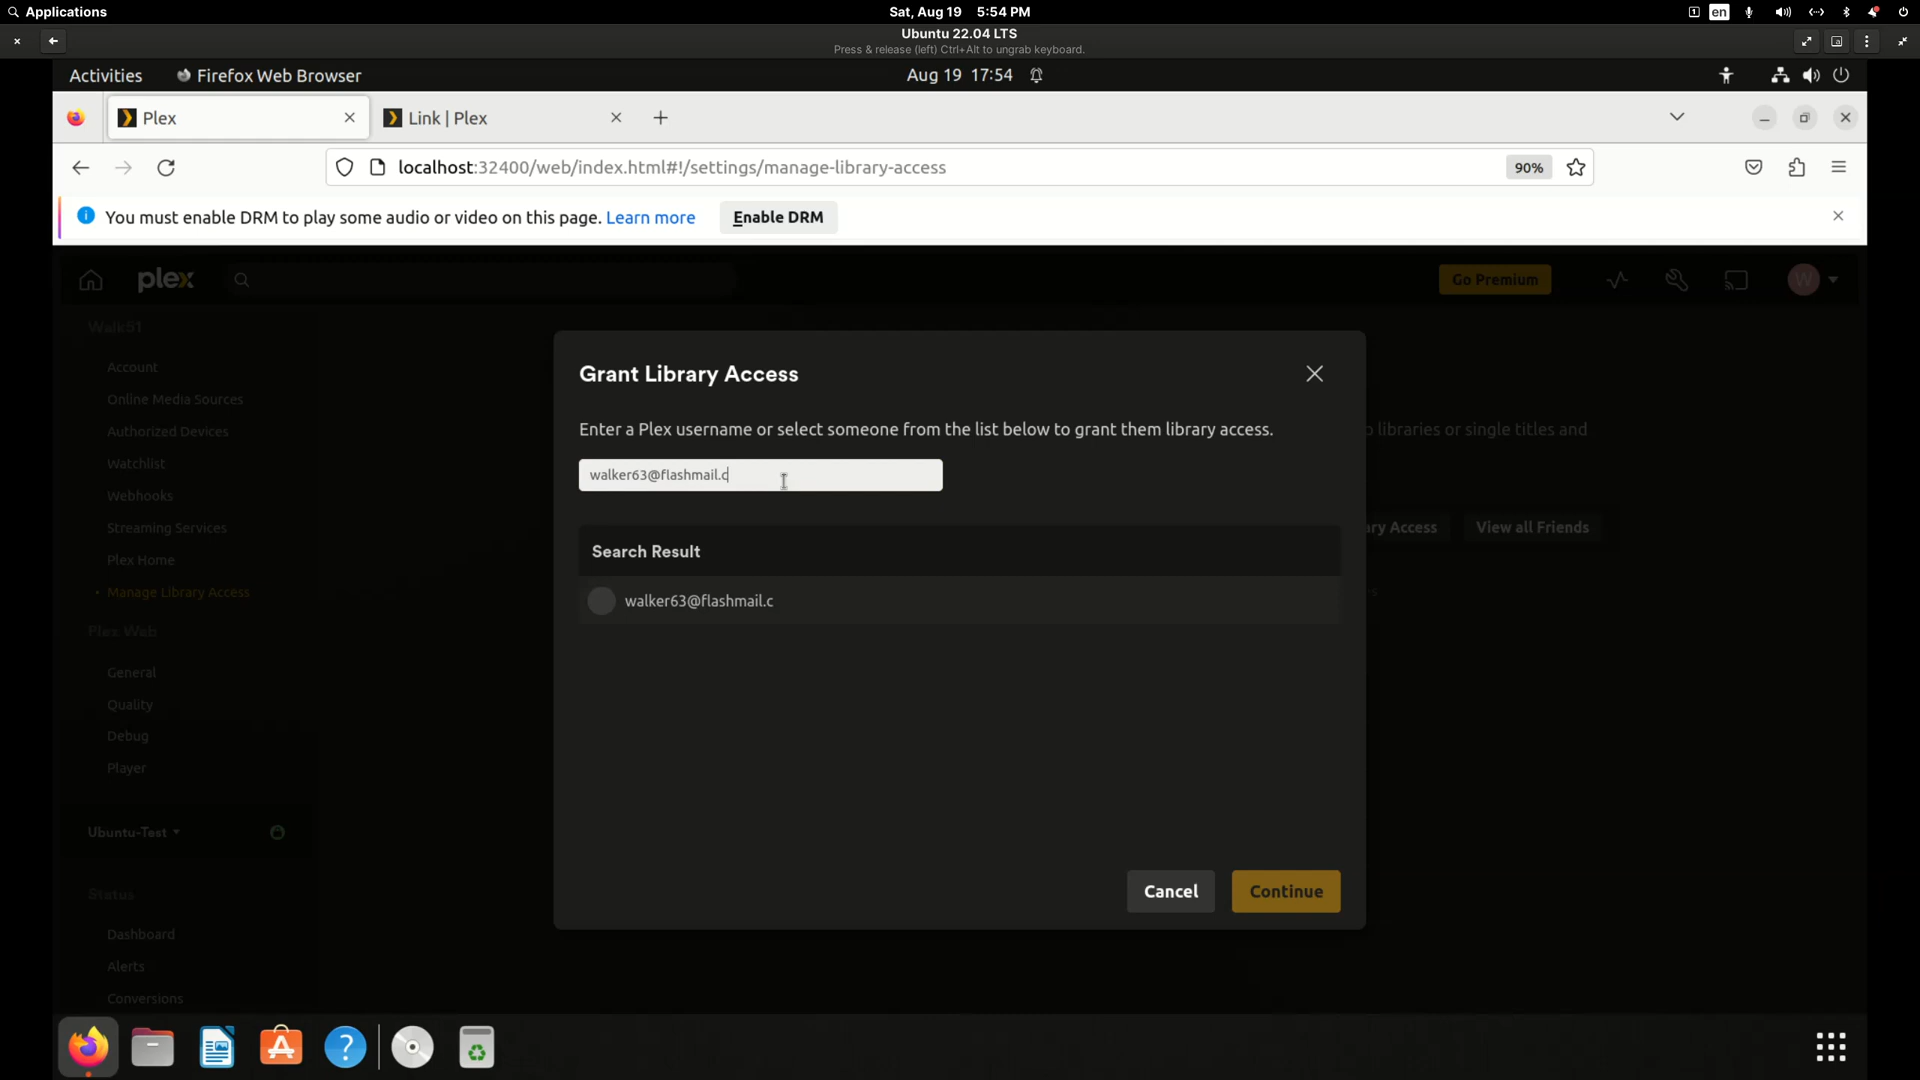 Applications
Sat, Aug 19 5:54 PM
1
en
Ubuntu 22.04 LTS
Press & release (left) Ctrl+Alt to ungrab keyboard.
Activities
Firefox Web Browser
Aug 19 17:54
Plex
Link | Plex
localhost:32400/web/index.html#!/settings/manage-library-access
90%
You must enable DRM to play some audio or video on this page. Learn more
Enable DRM
plex
Go Premium
W
Walk51
Account
Online Media Sources
Authorized Devices
Watchlist
Webhooks
Streaming Services
Plex Home
Manage Library Access
Plex Web
General
Quality
Debug
Player
Ubuntu-Test
Status
Dashboard
Alerts
Conversions
Grant Library Access
Enter a Plex username or select someone from the list below to grant them library access.
walker63@flashmail.c
Search Result
walker63@flashmail.c
Cancel
Continue
libraries or single titles and
ary Access
View all Friends